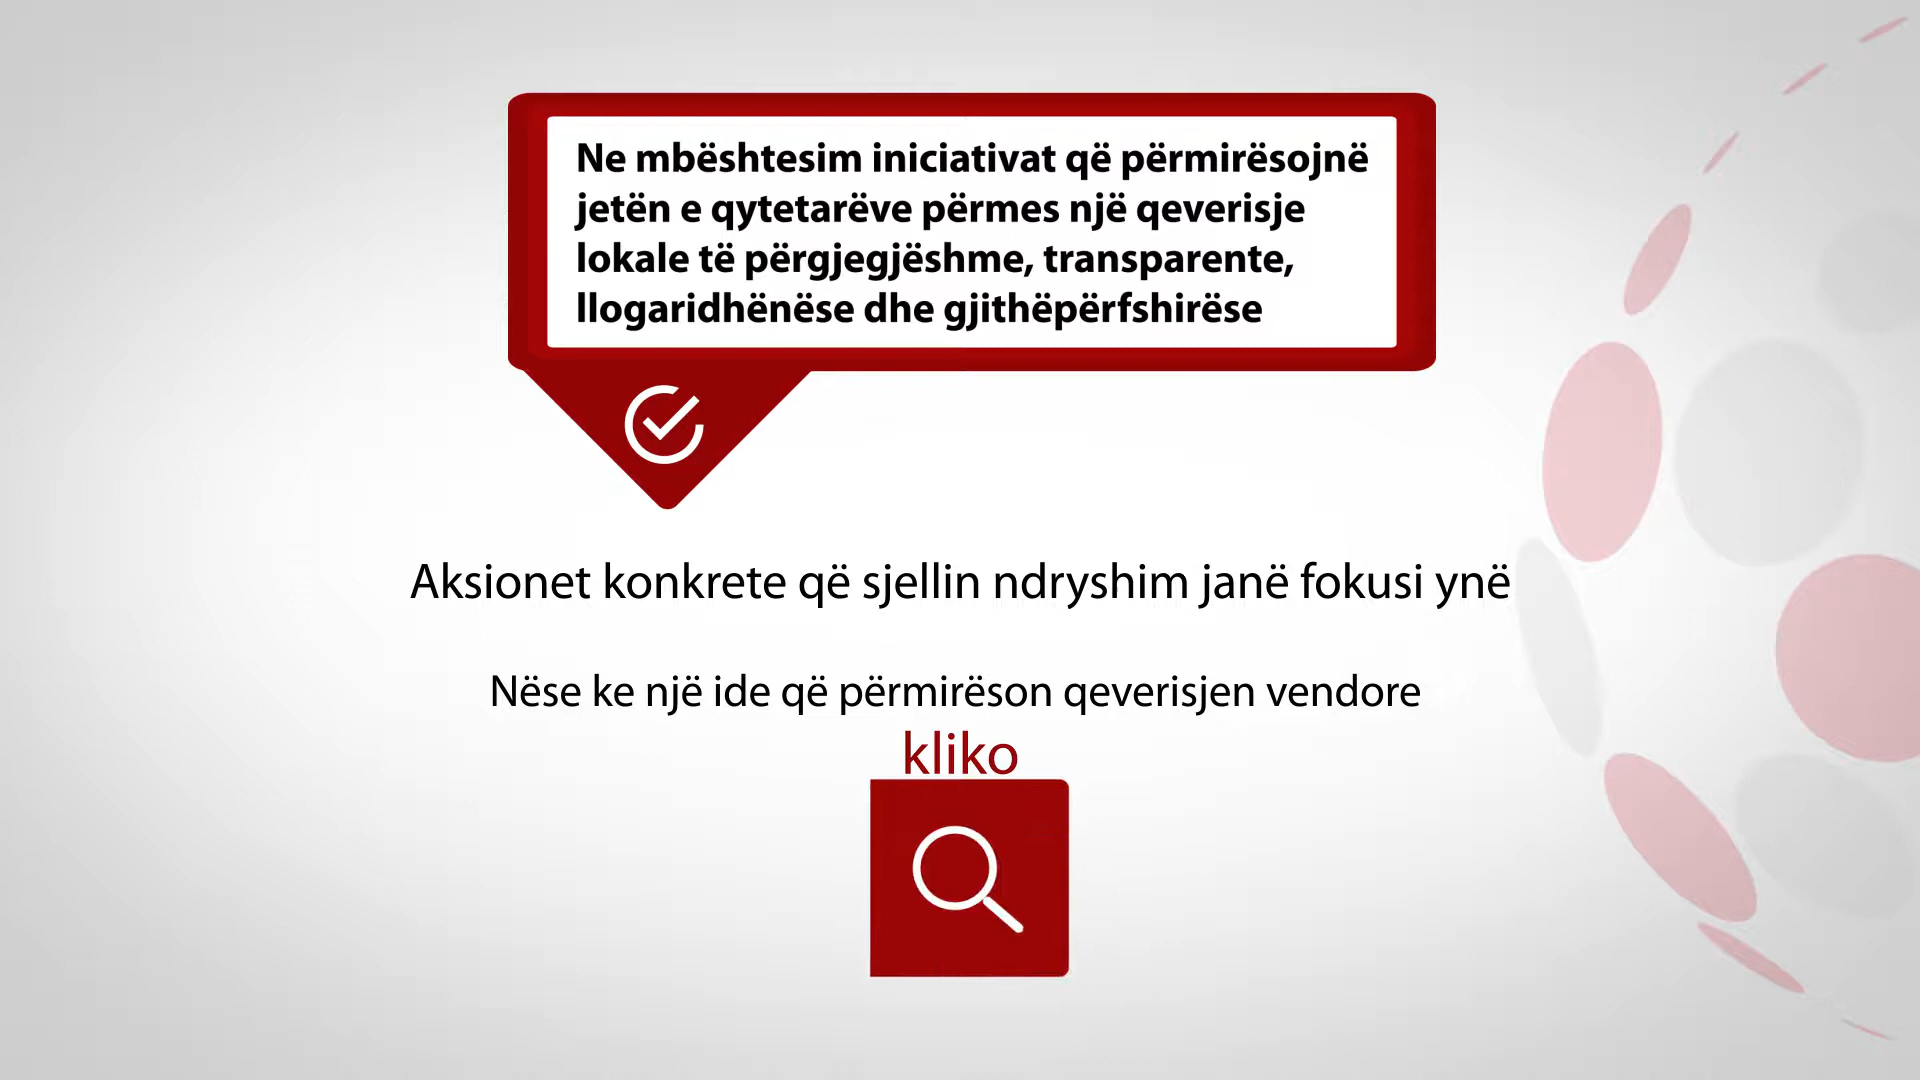 Ne mbështesim iniciativat që përmirësojnë
jetën e qytetarëve përmes një qeverisje
lokale të përgjegjëshme, transparente,
llogaridhënëse dhe gjithëpërfshirëse
Aksionet konkrete që sjellin ndryshim janë fokusi ynë
Nëse ke një ide që përmirëson qeverisjen vendore
kliko